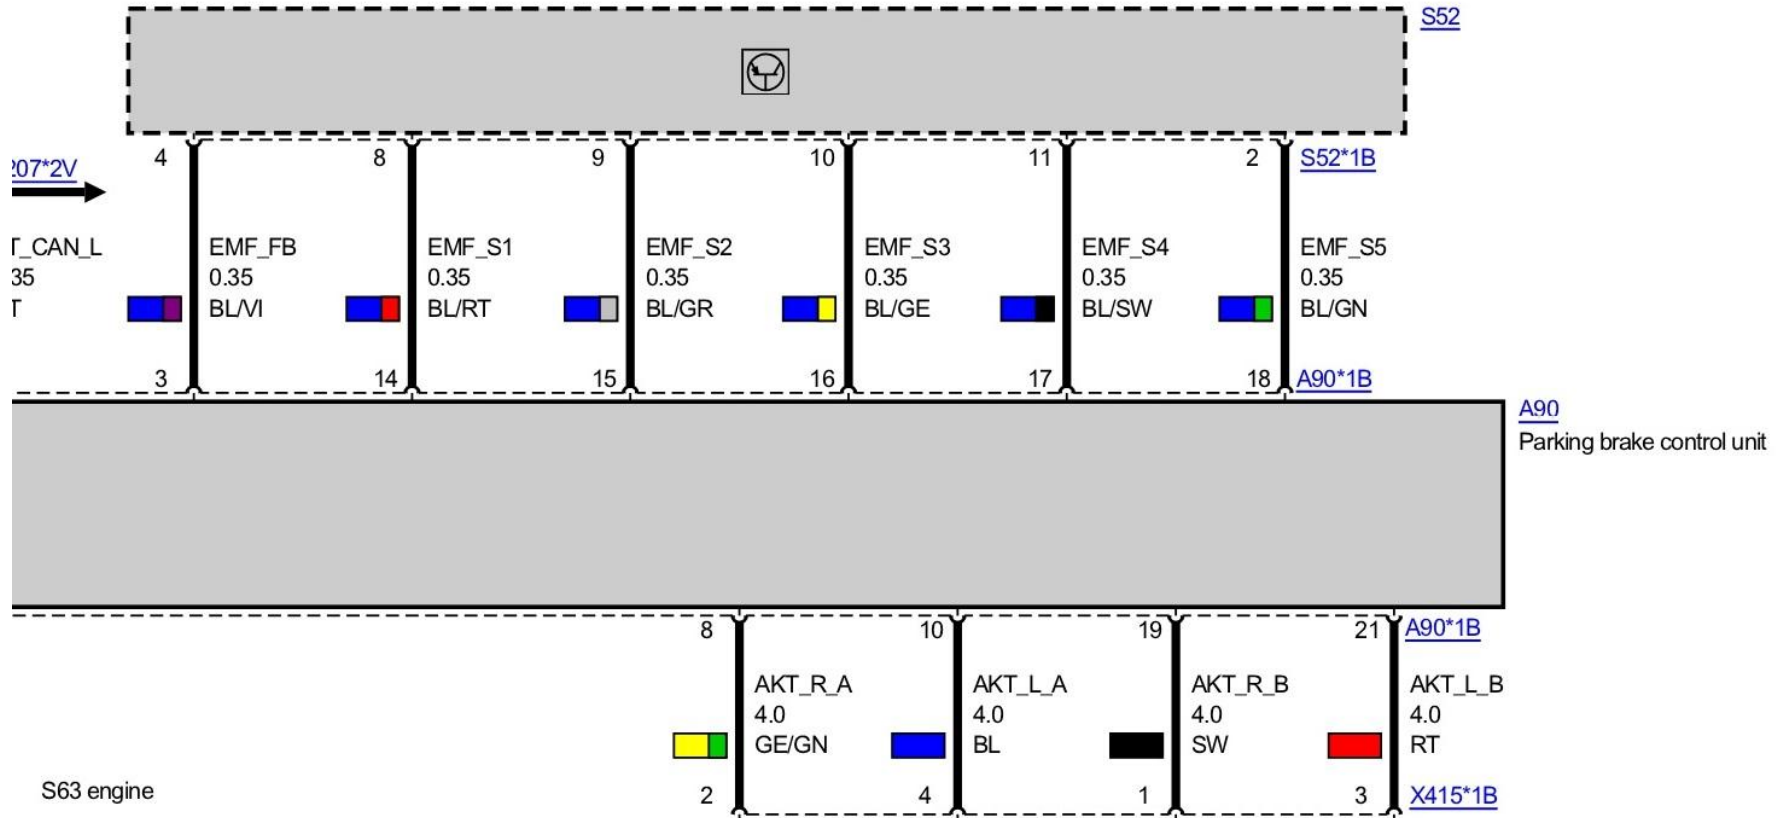 S52
207*2V
4 8 9 10 11 2 S52*1B
T_CAN_L EMF_FB EMF_S1 EMF_S2 EMF_S3 EMF_S4 EMF_S5
35 0.35 0.35 0.35 0.35 0.35 0.35
T BL/VI BL/RT BL/GR BL/GE BL/SW BL/GN
3 14 15 16 17 18 A90*1B
A90
Parking brake control unit
8 10 19 21 A90*1B
AKT_R_A AKT_L_A AKT_R_B AKT_L_B
4.0 4.0 4.0 4.0
GE/GN BL SW RT
S63 engine
2 4 1 3 X415*1B